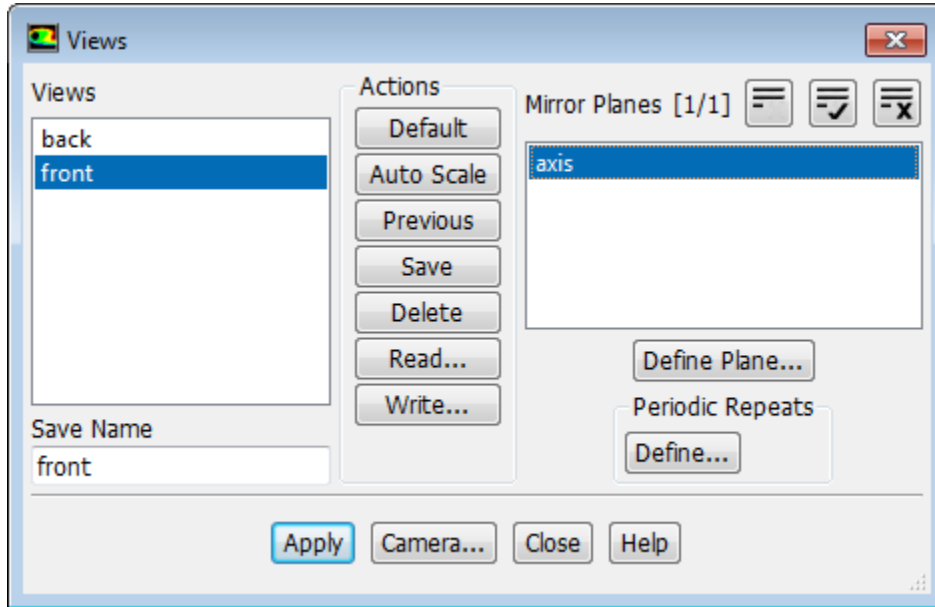 Views
Views
back
front
Save Name
front
Actions
Default
Auto Scale
Previous
Save
Delete
Read...
Write...
Mirror Planes [1/1]
axis
Define Plane...
Periodic Repeats
Define...
Apply
Camera...
Close
Help